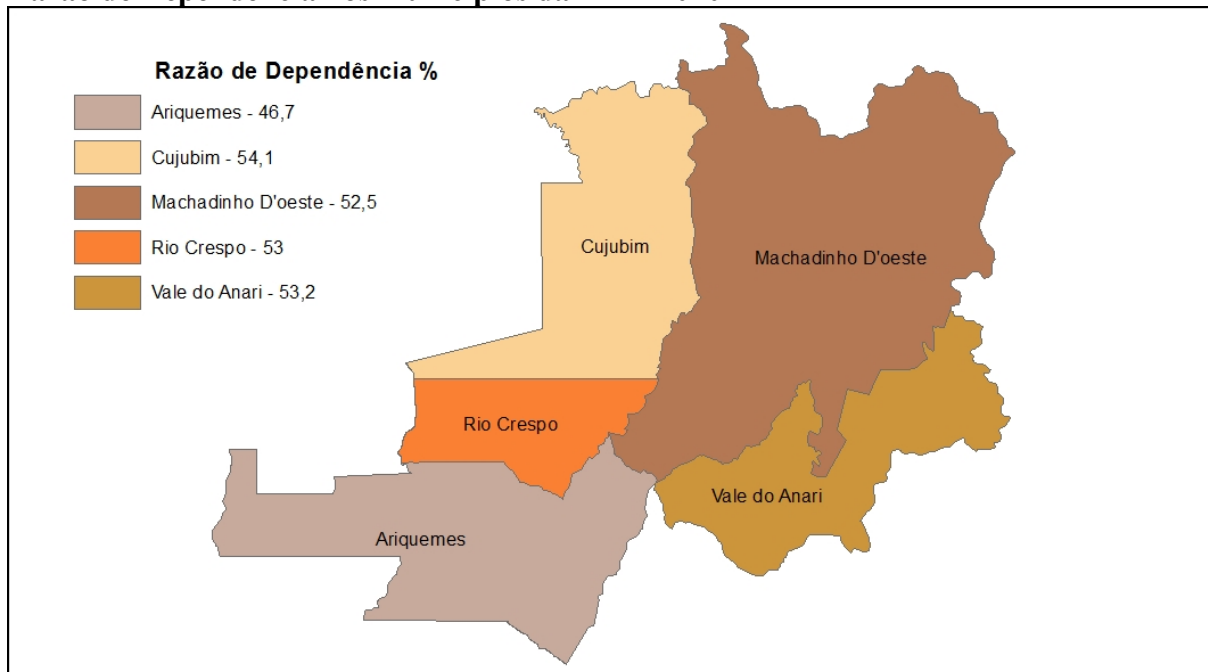 Razão de Dependência %
Ariquemes - 46,7
Cujubim - 54,1
Machadinho D'oeste - 52,5
Rio Crespo - 53
Vale do Anari - 53,2
Cujubim
Machadinho D'oeste
Rio Crespo
Vale do Anari
Ariquemes